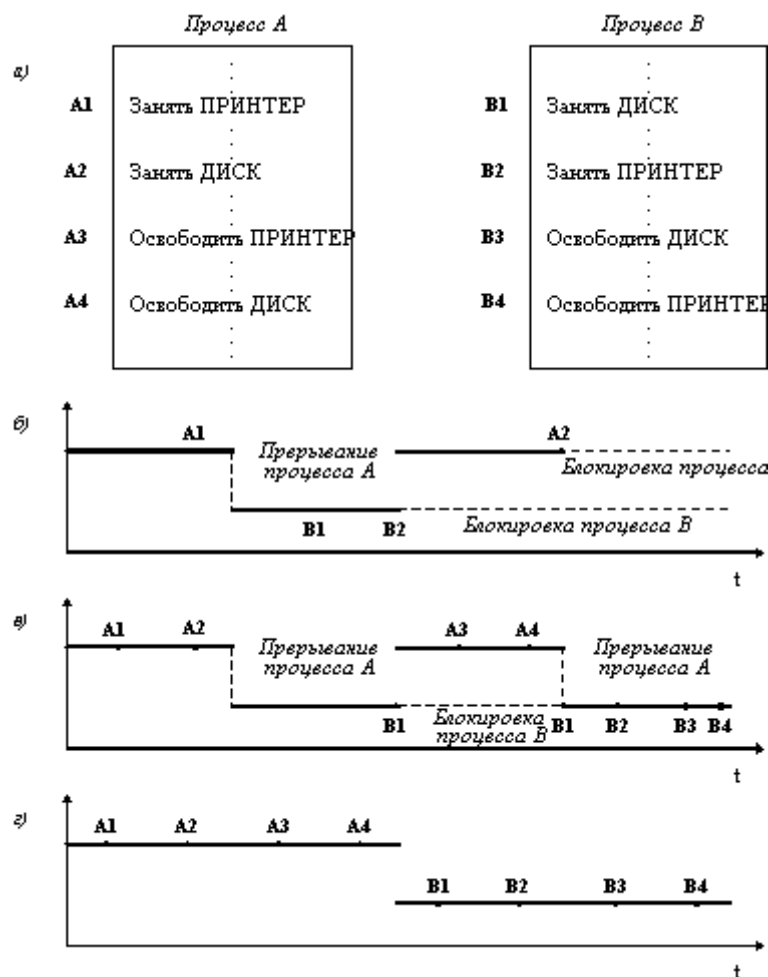 Процесс А
Процесс В
а)
А1
Занять ПРИНТЕР
В1
Занять ДИСК
А2
Занять ДИСК
В2
Занять ПРИНТЕР
А3
Освободить ПРИНТЕР
В3
Освободить ДИСК
А4
Освободить ДИСК
В4
Освободить ПРИНТЕР
б)
А1
Прерывание
процесса А
А2
Блокировка процесса
В1
В2
Блокировка процесса В
t
в)
А1
А2
Прерывание
процесса А
А3
А4
Прерывание
процесса А
В1
Блокировка
процесса В
В1
В2
В3
В4
t
г)
А1
А2
А3
А4
В1
В2
В3
В4
t